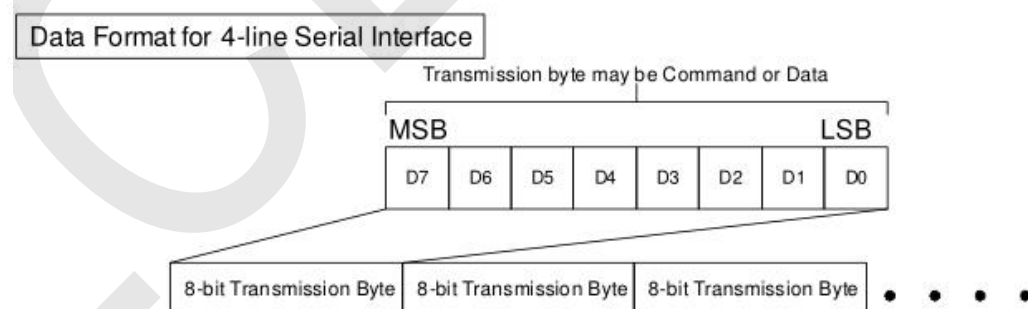 Data Format for 4-line Serial Interface
Transmission byte may be Command or Data
MSB LSB
D7 D6 D5 D4 D3 D2 D1 D0
8-bit Transmission Byte 8-bit Transmission Byte 8-bit Transmission Byte